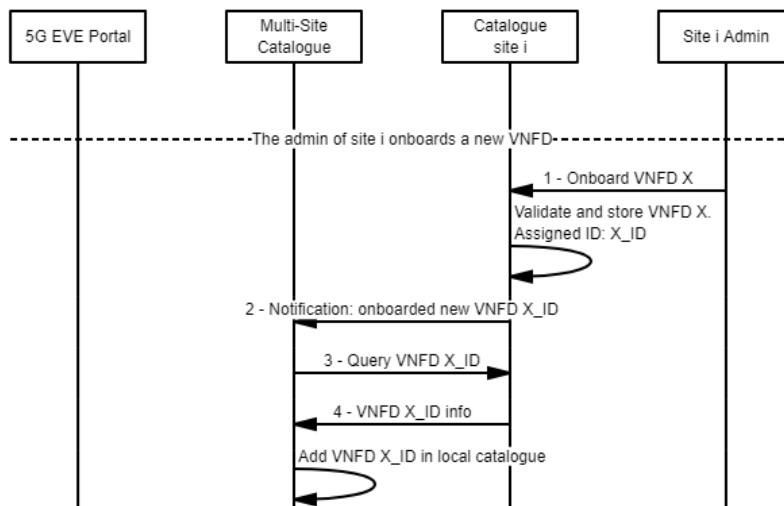 5G EVE Portal
Multi-Site
Catalogue
Catalogue
site i
Site i Admin
The admin of site i onboards a new VNFD
1 - Onboard VNFD X
Validate and store VNFD X.
Assigned ID: X_ID
2 - Notification: onboarded new VNFD X_ID
3 - Query VNFD X_ID
4 - VNFD X_ID info
Add VNFD X_ID in local catalogue